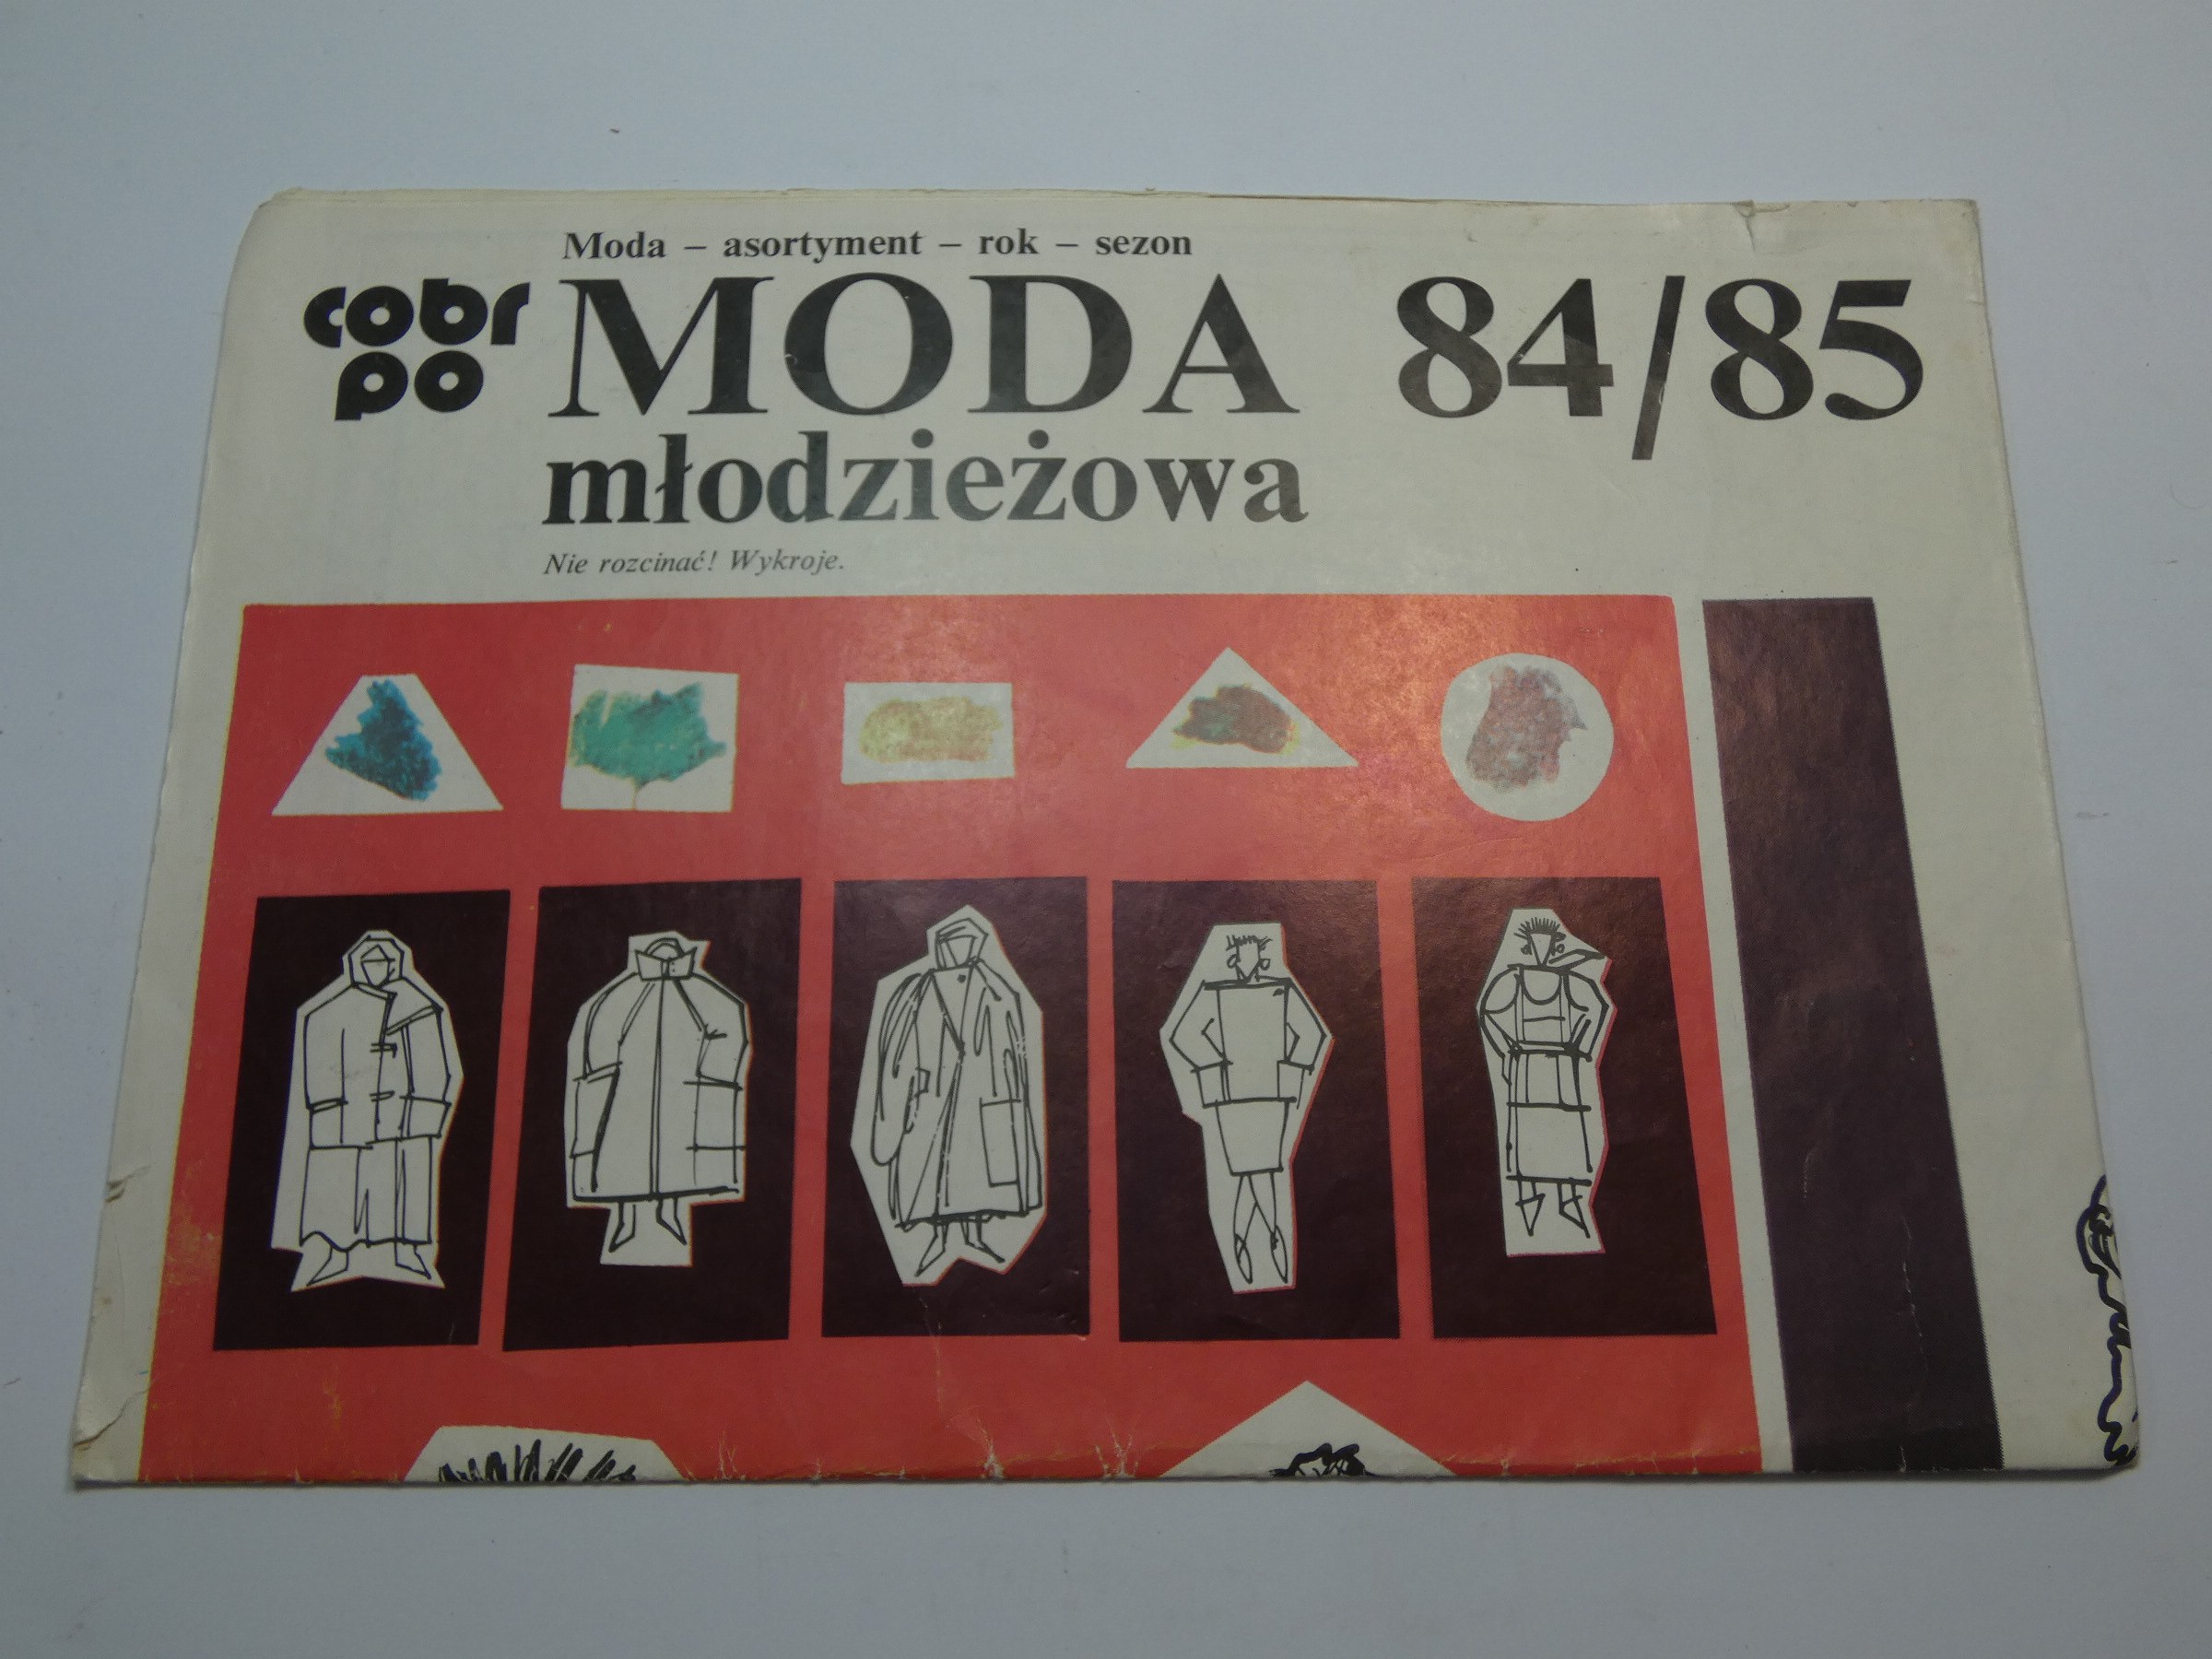 Moda – asortyment – rok – sezon
cobr
po
MODA 84/85
młodzieżowa
Nie rozcinać! Wykroje.